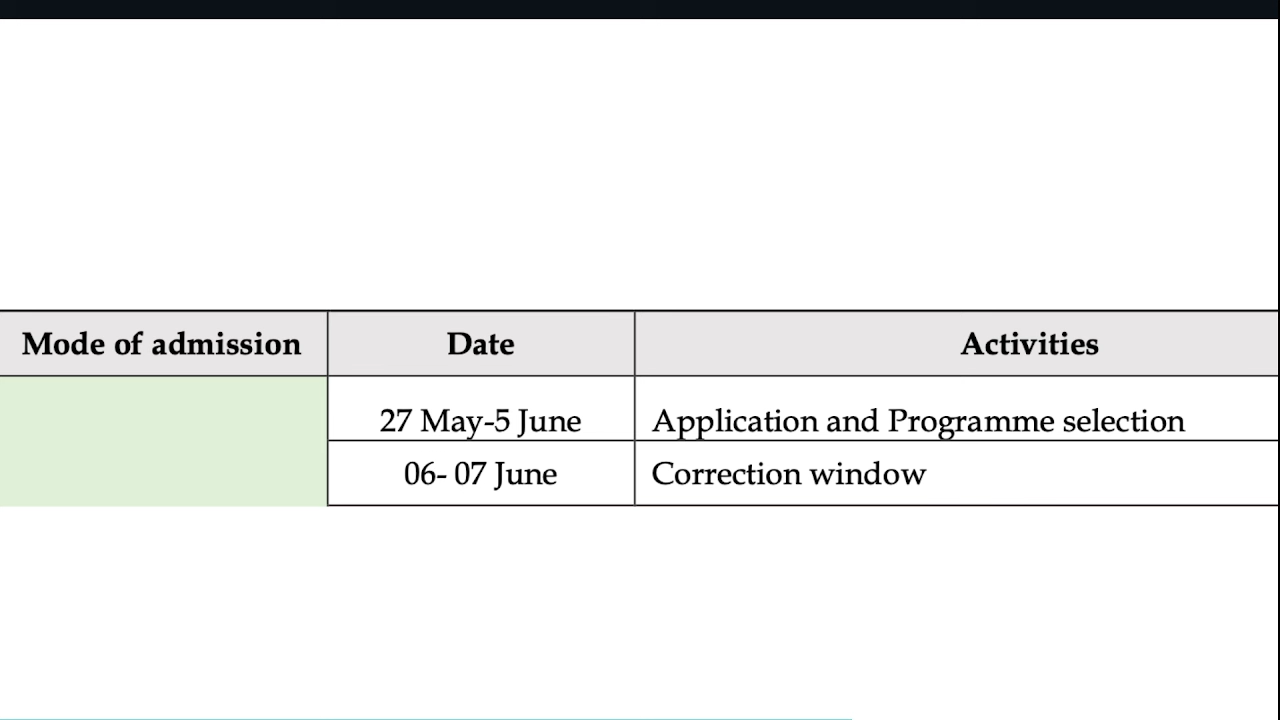 Mode of admission Date Activities
27 May-5 June Application and Programme selection
06- 07 June Correction window